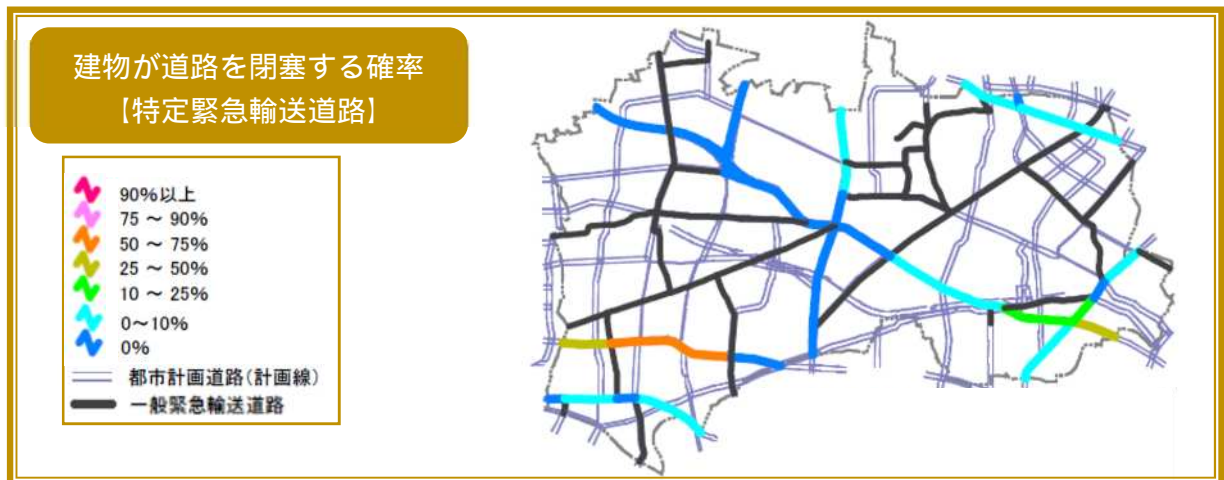 建物が道路を閉塞する確率
【特定緊急輸送道路】
90%以上
75 ～ 90%
50 ～ 75%
25 ～ 50%
10 ～ 25%
0～10%
0%
都市計画道路(計画線)
一般緊急輸送道路